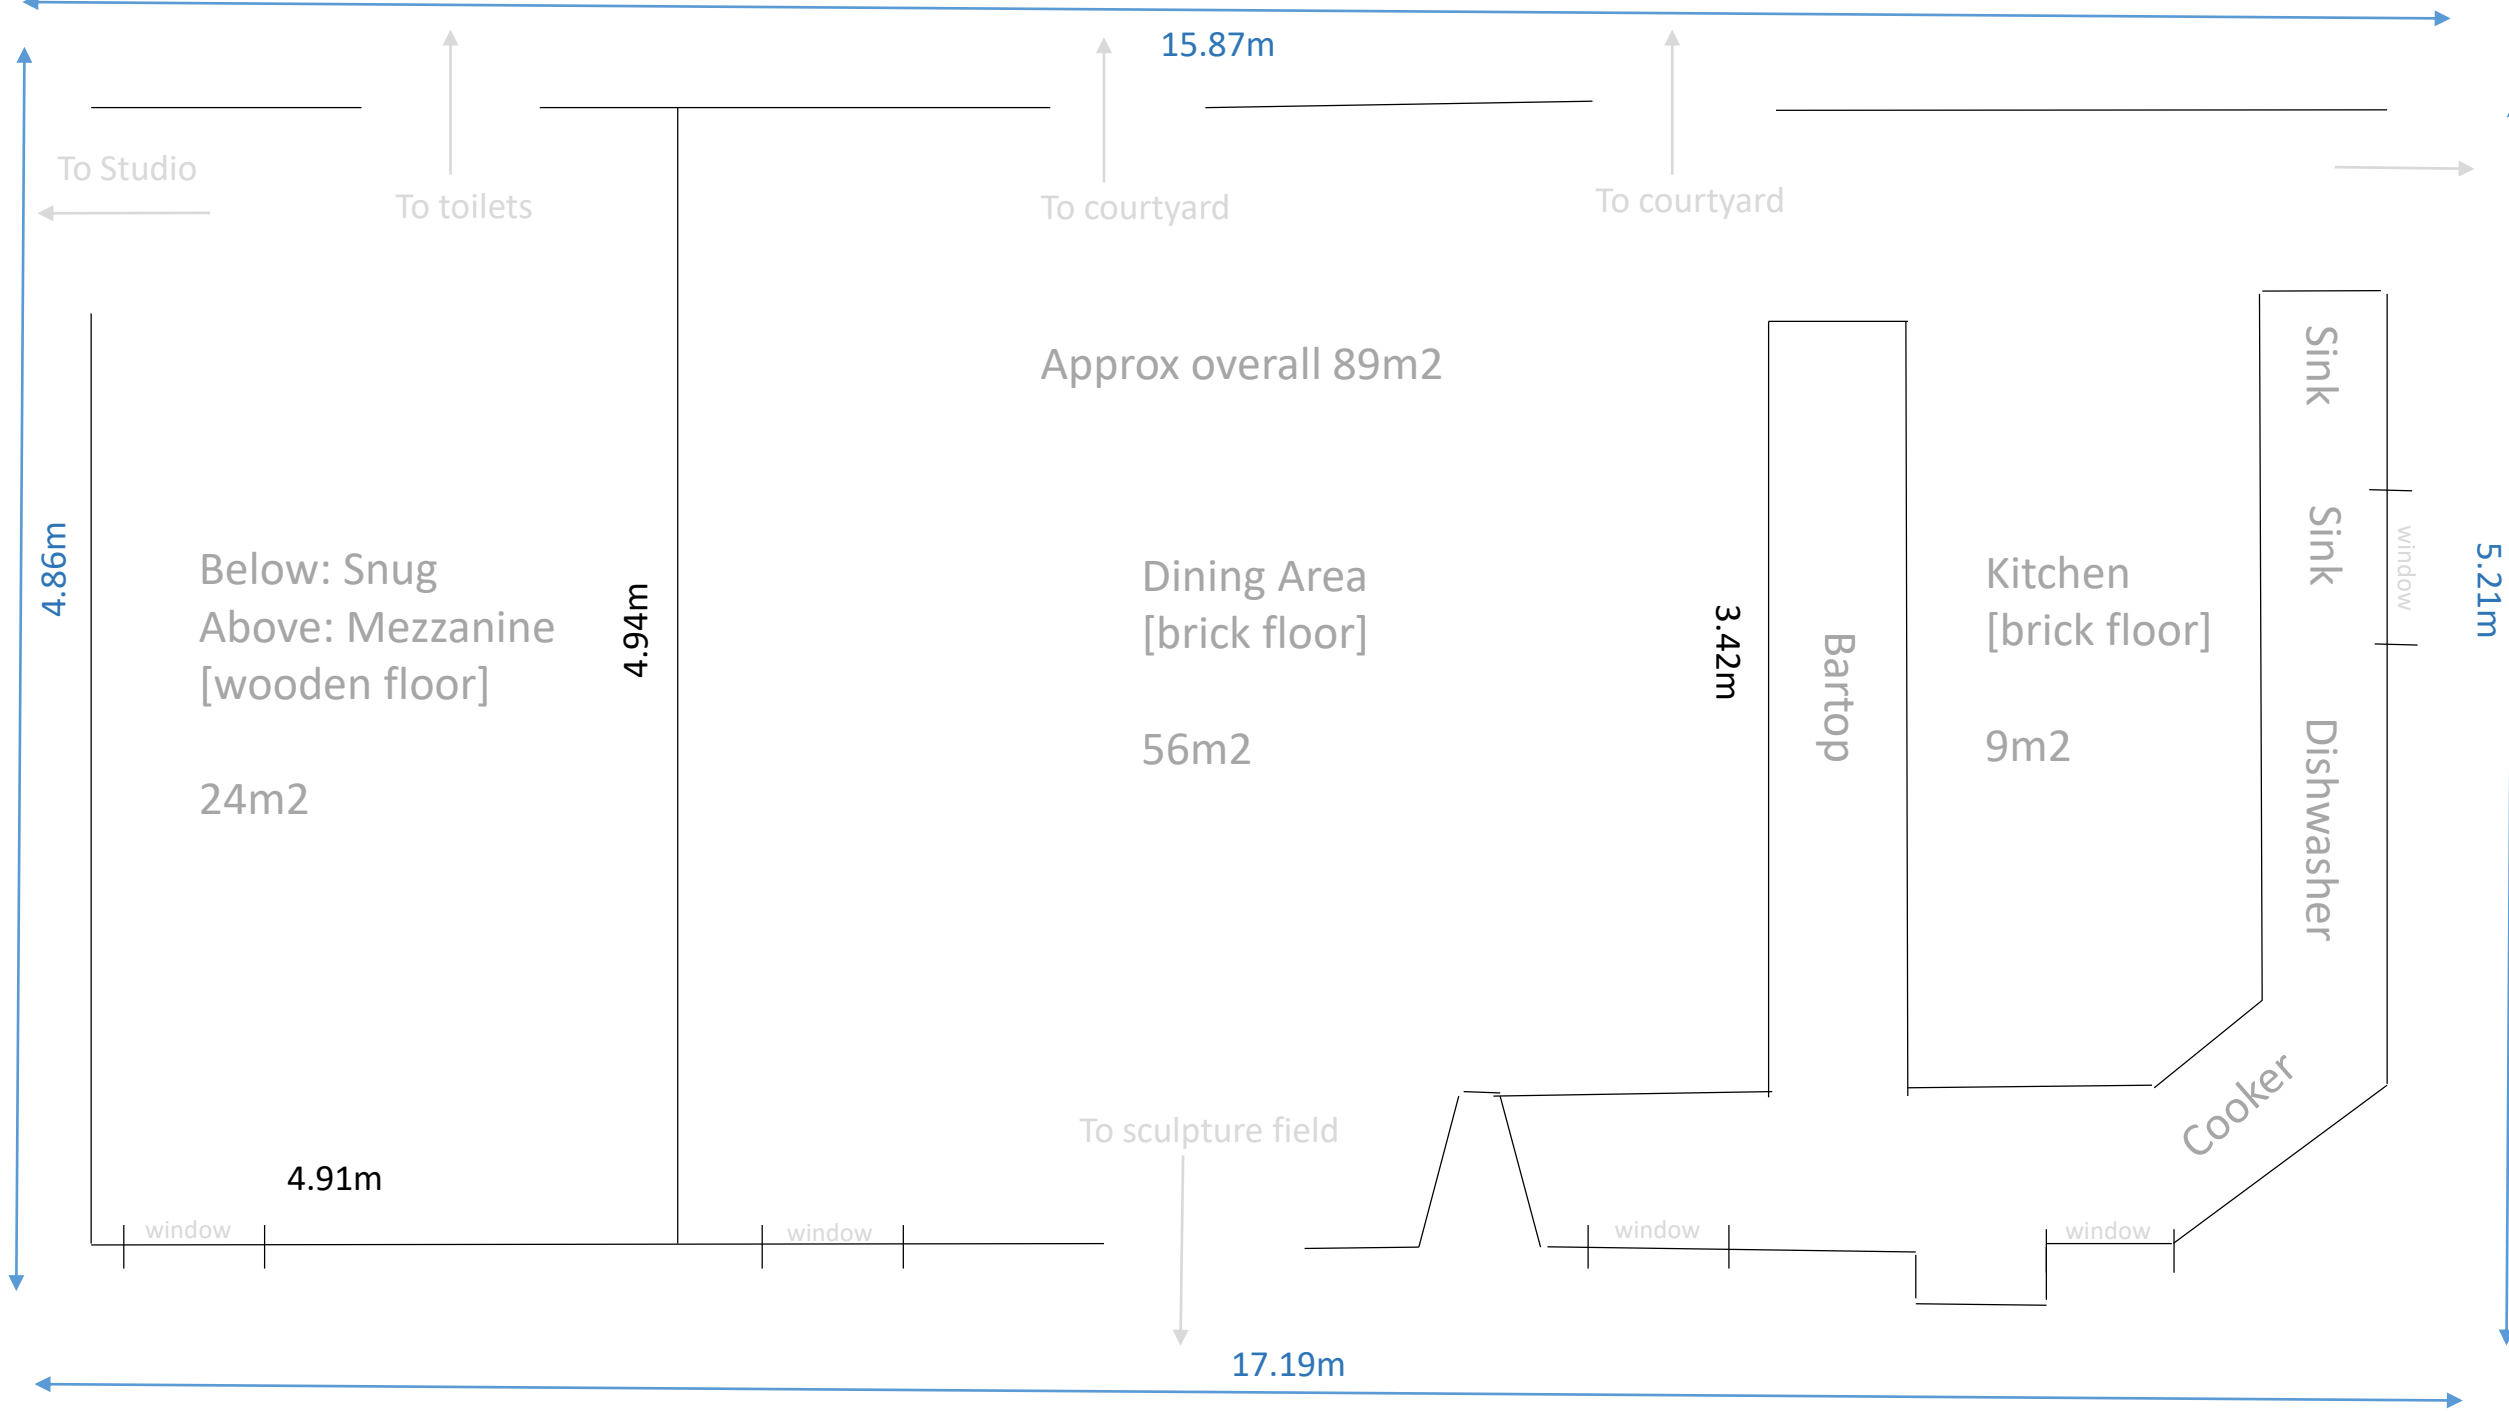 15.87m
To Studio
To toilets
To courtyard
To courtyard
Approx overall 89m2
4.86m
Below: Snug
Above: Mezzanine
[wooden floor]
24m2
4.94m
Dining Area
[brick floor]
56m2
3.42m
Bartop
Kitchen
[brick floor]
9m2
Sink
Sink
window
Dishwasher
5.21m
Cooker
To sculpture field
4.91m
window
window
window
window
17.19m